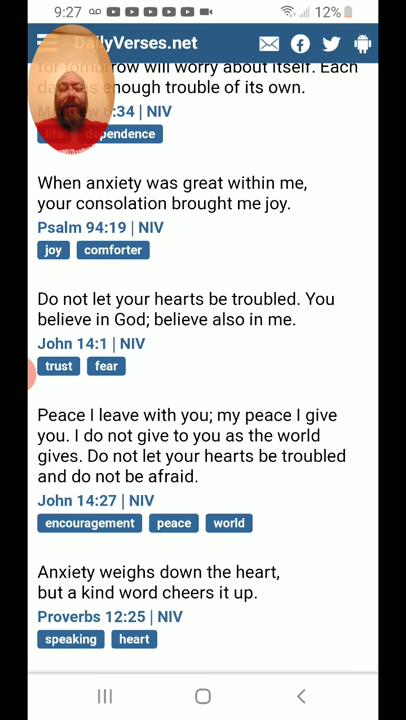 9:27
12%
DailyVerses.net
for tomorrow will worry about itself. Each
day has enough trouble of its own.
Matthew 6:34 | NIV
life dependence
When anxiety was great within me,
your consolation brought me joy.
Psalm 94:19 | NIV
joy comforter
Do not let your hearts be troubled. You
believe in God; believe also in me.
John 14:1 | NIV
trust fear
Peace I leave with you; my peace I give
you. I do not give to you as the world
gives. Do not let your hearts be troubled
and do not be afraid.
John 14:27 | NIV
encouragement peace world
Anxiety weighs down the heart,
but a kind word cheers it up.
Proverbs 12:25 | NIV
speaking heart